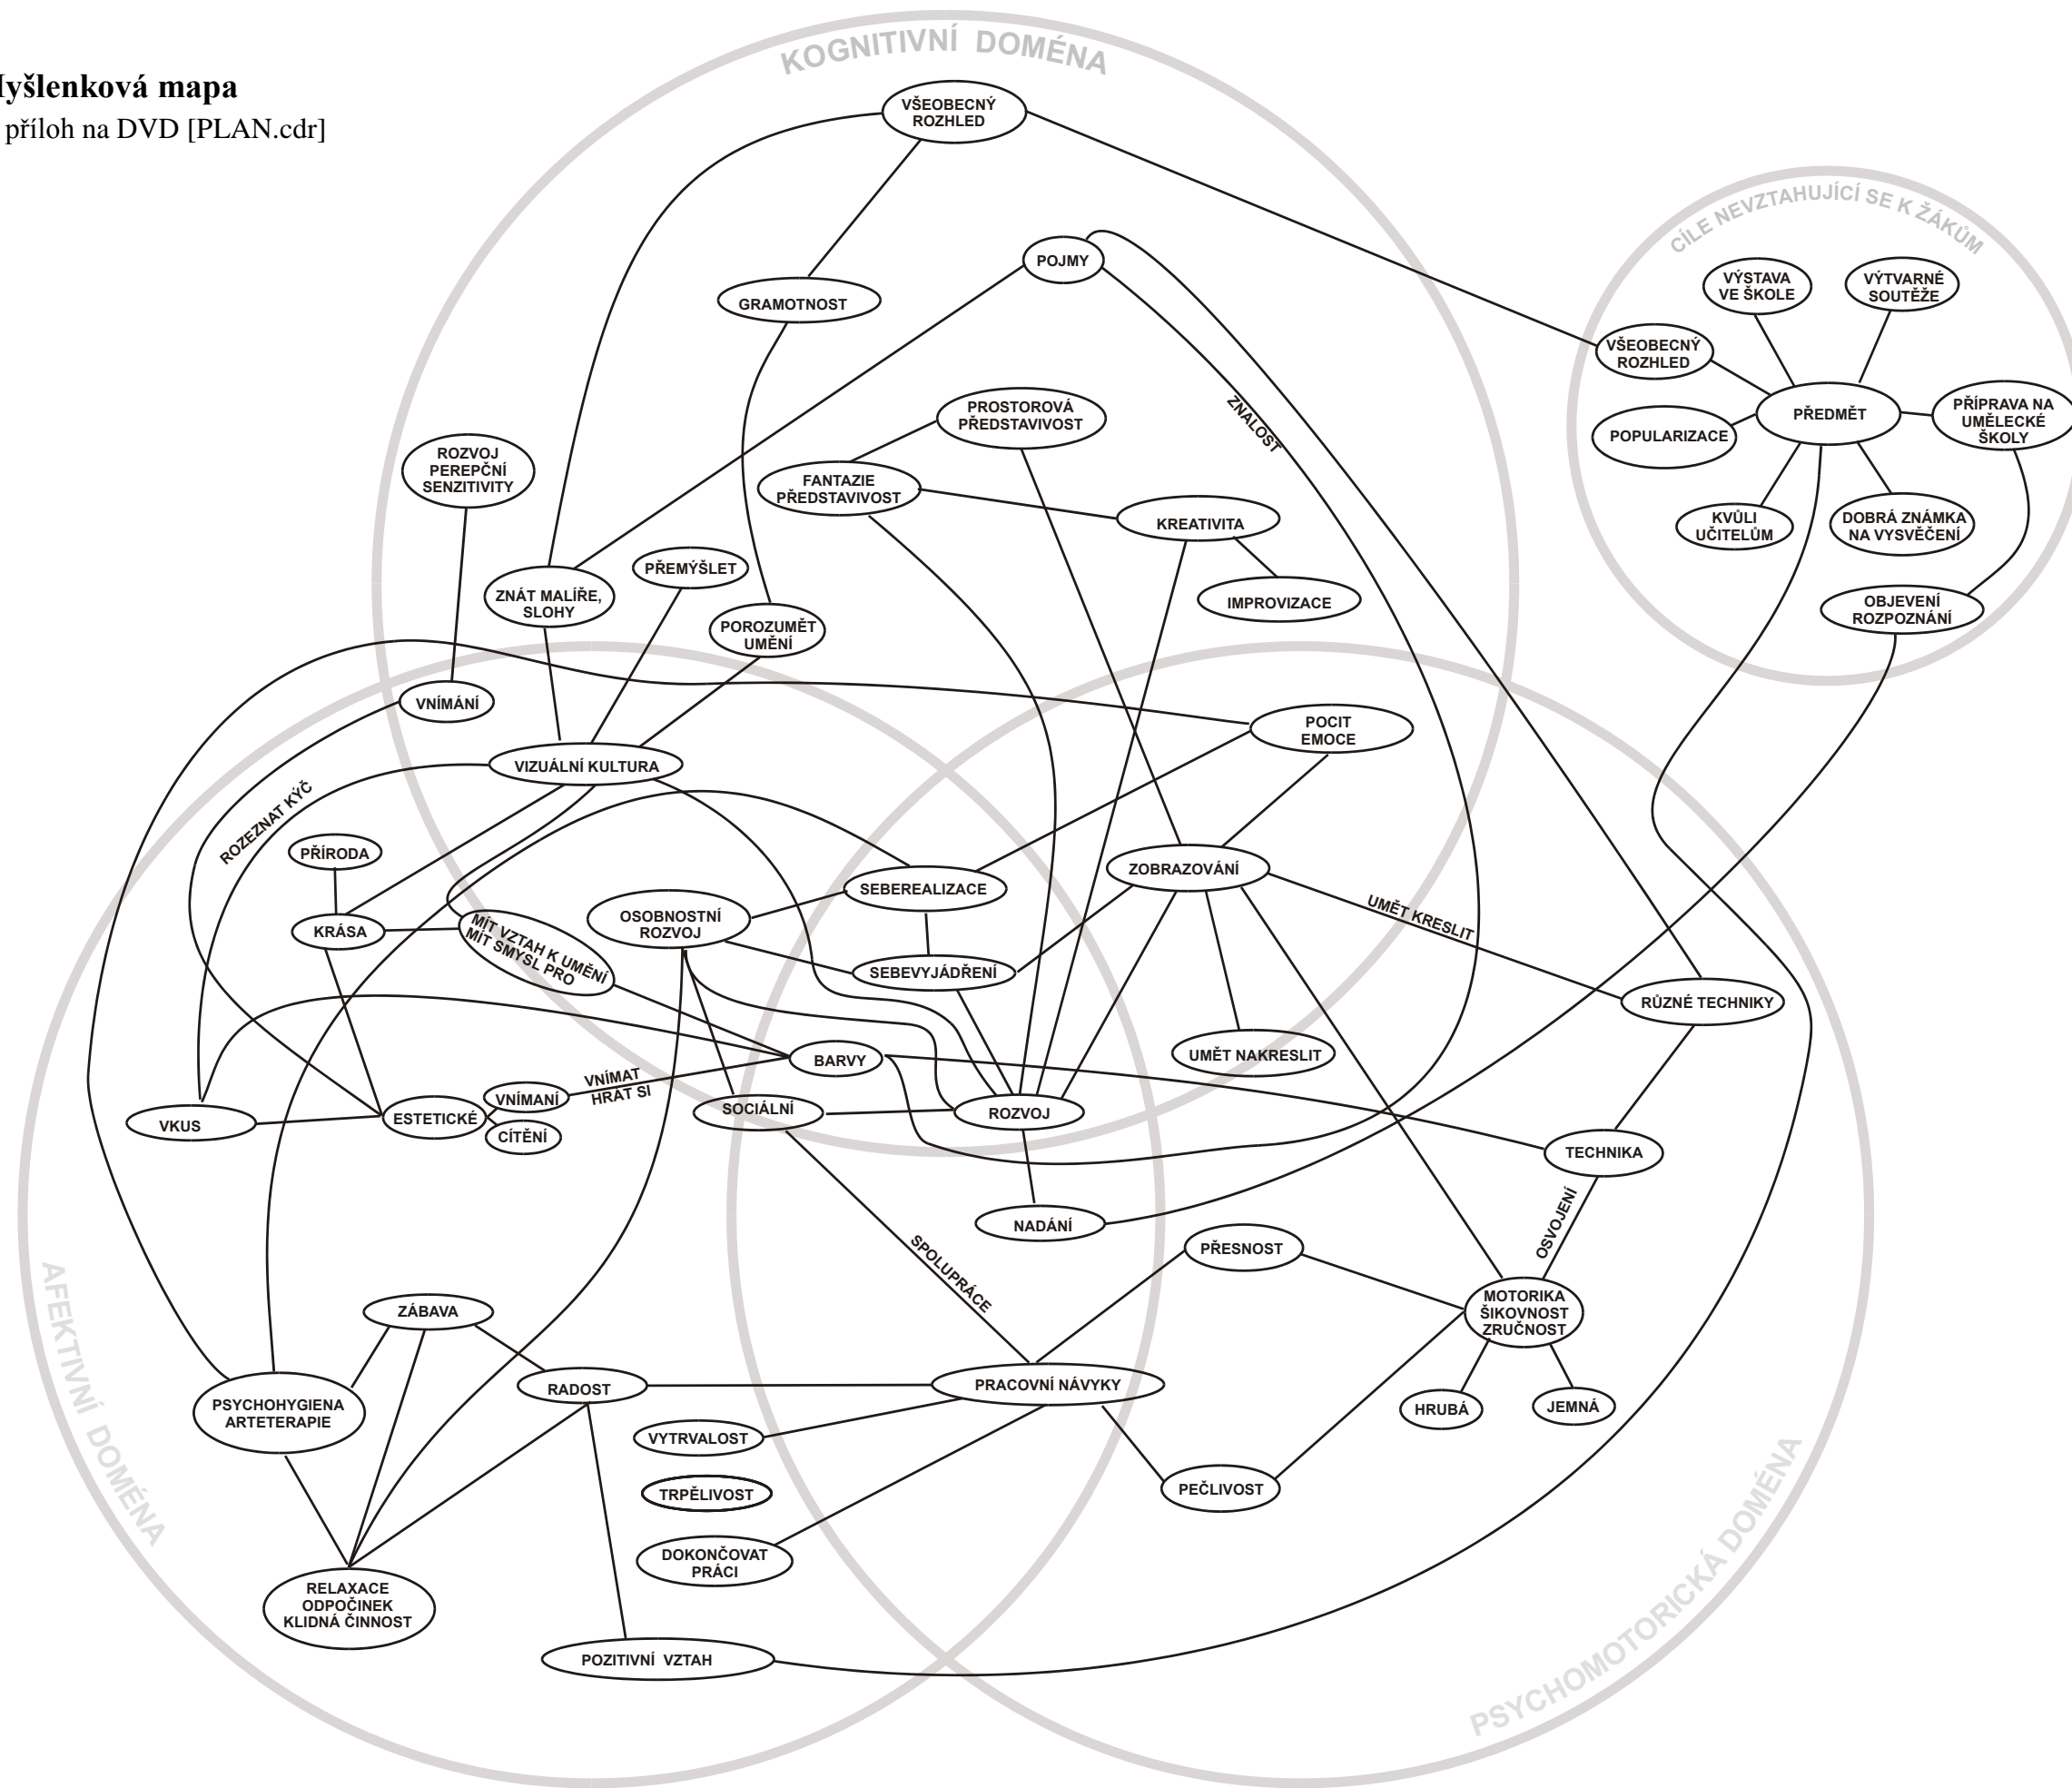 lyšlenková mapa
příloh na DVD [PLAN.cdr]
KOGNITIVNÍ DOMÉNA
VŠEOBECNÝ
ROZHLED
CÍLE NEVZTAHUJÍCÍ SE K ŽÁKŮM
POJMY
GRAMOTNOST
VÝSTAVA
VE ŠKOLE
VÝTVARNÉ
SOUTĚŽE
VŠEOBECNÝ
ROZHLED
PŘEDMĚT
PŘÍPRAVA NA
UMĚLECKÉ
ŠKOLY
POPULARIZACE
KVŮLI
UČITELŮM
DOBRÁ ZNÁMKA
NA VYSVĚČENÍ
OBJEVENÍ
ROZPOZNÁNÍ
PROSTOROVÁ
PŘEDSTAVIVOST
ZNALOST
ROZVOJ
PEREPČNÍ
SENZITIVITY
FANTAZIE
PŘEDSTAVIVOST
KREATIVITA
IMPROVIZACE
PŘEMÝŠLET
ZNÁT MALÍŘE,
SLOHY
POROZUMĚT
UMĚNÍ
VNÍMÁNÍ
POCIT
EMOCE
VIZUÁLNÍ KULTURA
ROZEZNAT KÝČ
PŘÍRODA
ZOBRAZOVÁNÍ
SEBEREALIZACE
UMĚT KRESLIT
OSOBNOSTNÍ
ROZVOJ
KRÁSA
MÍT VZTAH K UMĚNÍ
MÍT SMYSL PRO
SEBEVYJÁDŘENÍ
RŮZNÉ TECHNIKY
UMĚT NAKRESLIT
BARVY
VNÍMAT
HRÁT SI
VNÍMANÍ
ESTETICKÉ
CÍTĚNÍ
VKUS
SOCIÁLNÍ
ROZVOJ
TECHNIKA
OSVOJENÍ
NADÁNÍ
SPOLUPRÁCE
PŘESNOST
AFEKTIVNÍ DOMÉNA
ZÁBAVA
MOTORIKA
ŠIKOVNOST
ZRUČNOST
PSYCHOHYGIENA
ARTETERAPIE
RADOST
PRACOVNÍ NÁVYKY
HRUBÁ
JEMNÁ
VYTRVALOST
TRPĚLIVOST
PEČLIVOST
DOKONČOVAT
PRÁCI
RELAXACE
ODPOČINEK
KLIDNÁ ČINNOST
POZITIVNÍ VZTAH
PSYCHOMOTORICKÁ DOMÉNA